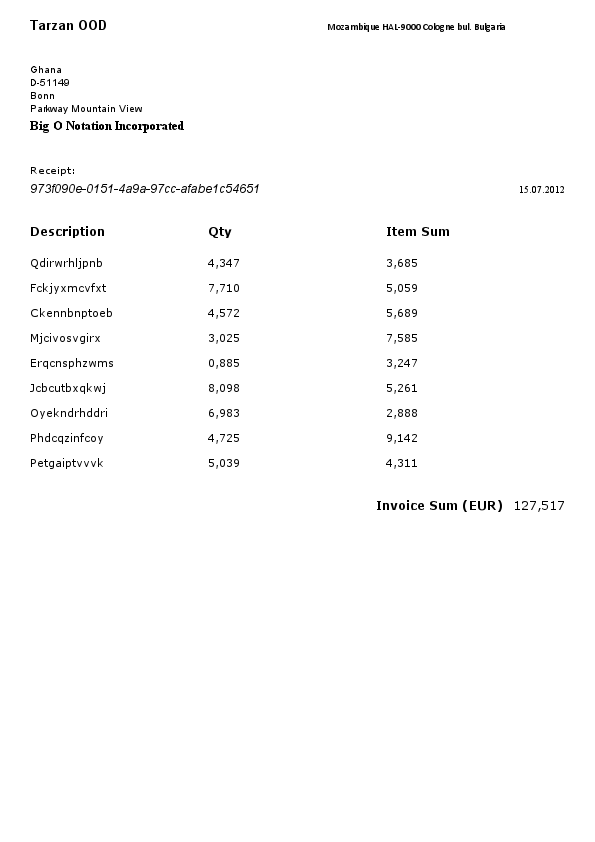 Tarzan OOD
Mozambique HAL-9000 Cologne bul. Bulgaria
Ghana
D-51149
Bonn
Parkway Mountain View
Big O Notation Incorporated
Receipt:
973f090e-0151-4a9a-97cc-afabe1c54651
15.07.2012
Description Qty Item Sum
Qdirwrhljpnb 4,347 3,685
Fckjyxmcvfxt 7,710 5,059
Ckennbnptoeb 4,572 5,689
Mjcivosvgirx 3,025 7,585
Erqcnsphzwms 0,885 3,247
Jcbcutbxqkwj 8,098 5,261
Oyekndrhddri 6,983 2,888
Phdcqzinfcoy 4,725 9,142
Petgaiptvvvk 5,039 4,311
Invoice Sum (EUR) 127,517